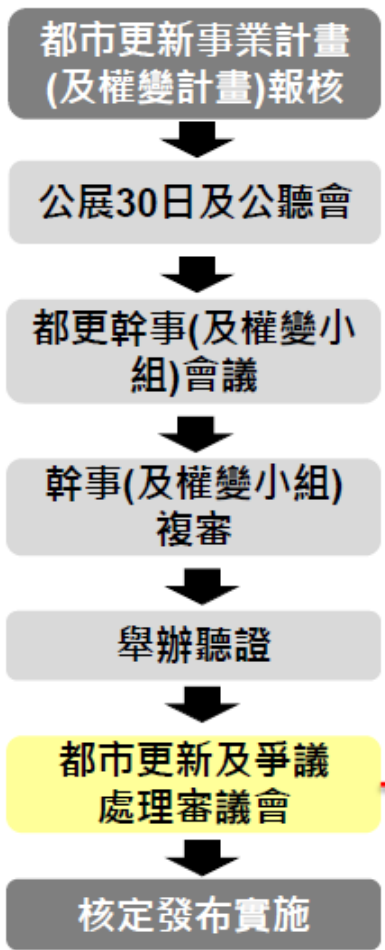 都市更新事業計畫
(及權變計畫)報核
公展30日及公聽會
都更幹事(及權變小
組)會議
幹事(及權變小組)
複審
舉辦聽證
都市更新及爭議
處理審議會
核定發布實施